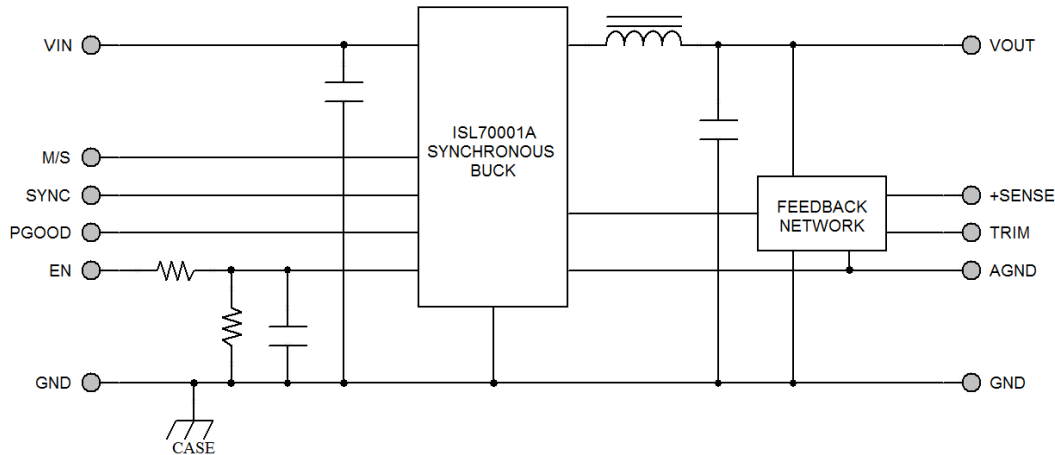 VIN
VOUT
ISL70001A
SYNCHRONOUS
BUCK
M/S
SYNC
+SENSE
FEEDBACK
NETWORK
PGOOD
TRIM
EN
AGND
GND
GND
CASE